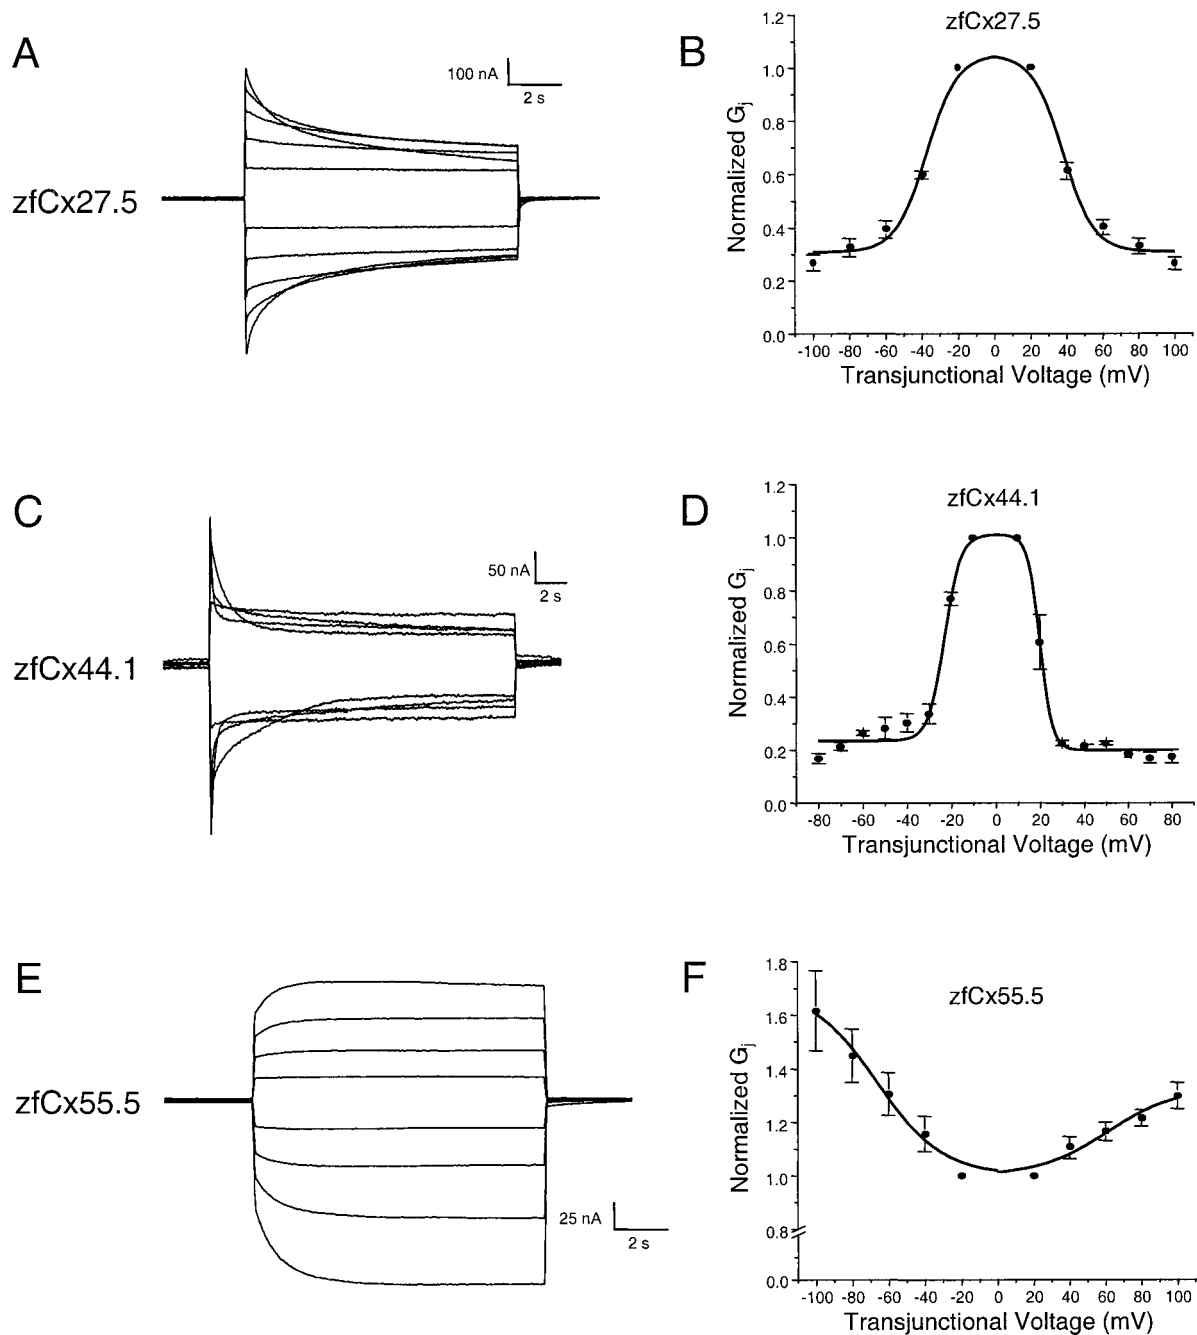 A
100 nA
2 s
zfCx27.5
B
zfCx27.5
Normalized Gj
1.2
1.0
0.8
0.6
0.4
0.2
0.0
-100 -80 -60 -40 -20 0 20 40 60 80 100
Transjunctional Voltage (mV)
C
50 nA
2 s
zfCx44.1
D
zfCx44.1
Normalized Gj
1.2
1.0
0.8
0.6
0.4
0.2
0.0
-80 -60 -40 -20 0 20 40 60 80
Transjunctional Voltage (mV)
E
zfCx55.5
25 nA
2 s
F
zfCx55.5
Normalized Gj
1.8
1.6
1.4
1.2
1.0
0.8
0.0
-100 -80 -60 -40 -20 0 20 40 60 80 100
Transjunctional Voltage (mV)